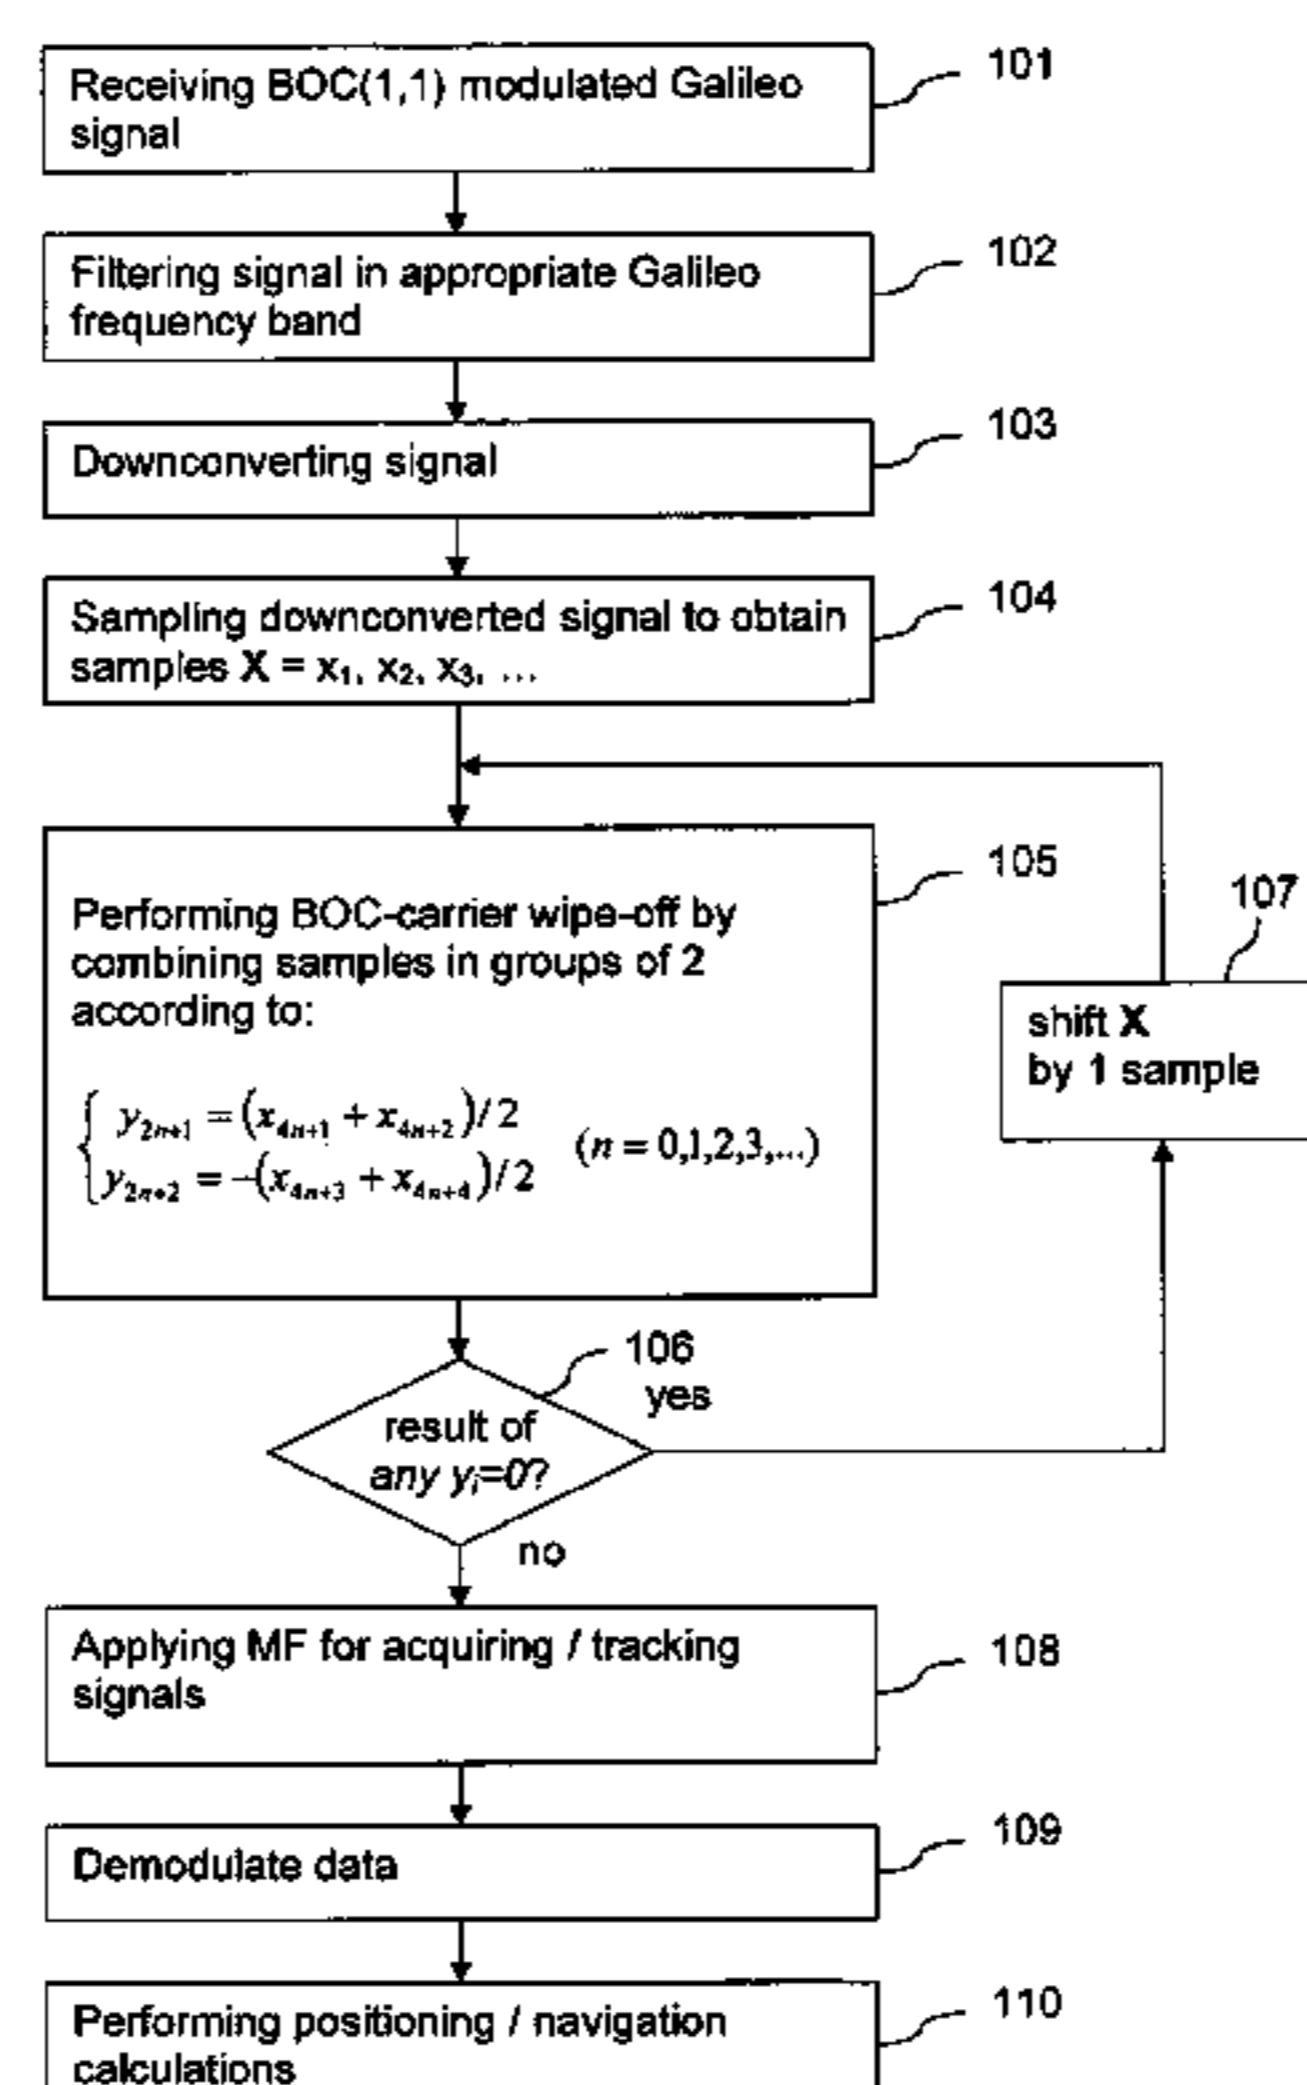 Receiving BOC(1,1) modulated Galileo
signal
101
Filtering signal in appropriate Galileo
frequency band
102
Downconverting signal
103
Sampling downconverted signal to obtain
samples X = x₁, x₂, x₃, ...
104
Performing BOC-carrier wipe-off by
combining samples in groups of 2
according to:
y₂ₙ₊₁ = (x₄ₙ₊₁ + x₄ₙ₊₂)/2
y₂ₙ₊₂ = -(x₄ₙ₊₃ + x₄ₙ₊₄)/2
(n = 0,1,2,3,...)
105
107
shift X
by 1 sample
106
yes
result of
any yᵢ=0?
no
Applying MF for acquiring / tracking
signals
108
Demodulate data
109
Performing positioning / navigation
calculations
110